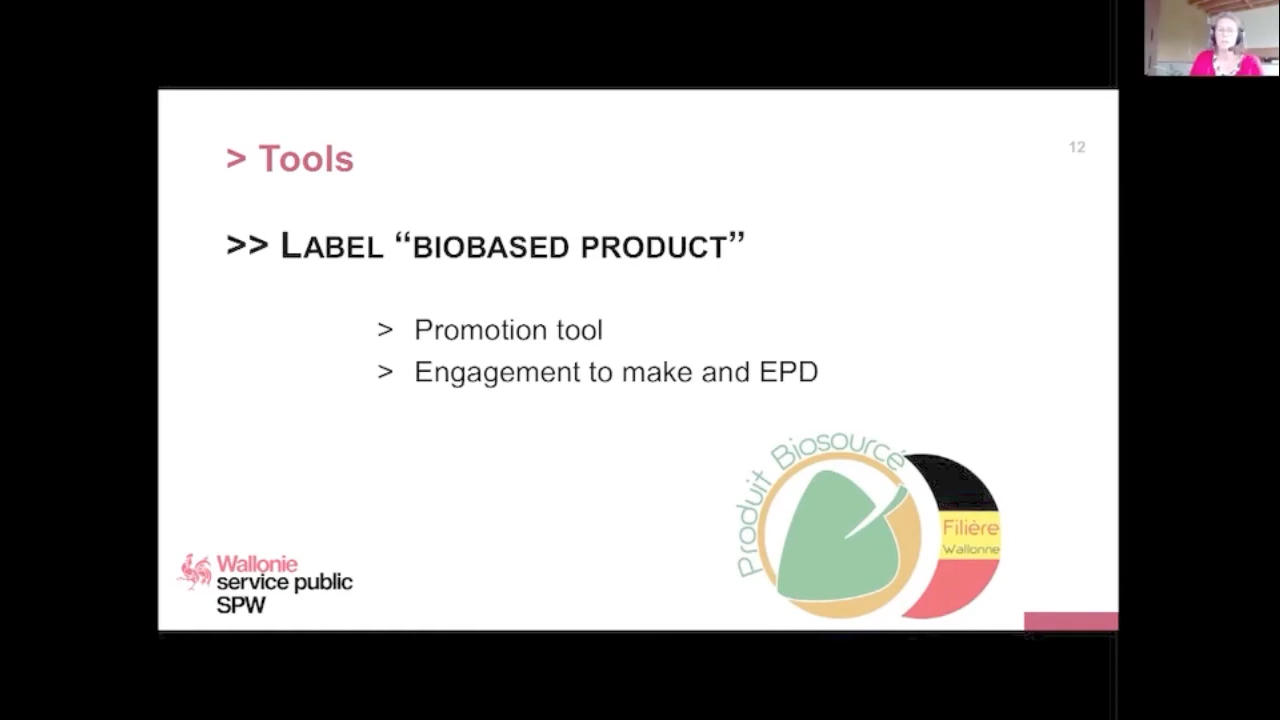 > Tools
12
>> LABEL “BIOBASED PRODUCT”
> Promotion tool
> Engagement to make and EPD
Produit Biosourcé
Filière
Wallonne
Wallonie
service public
SPW